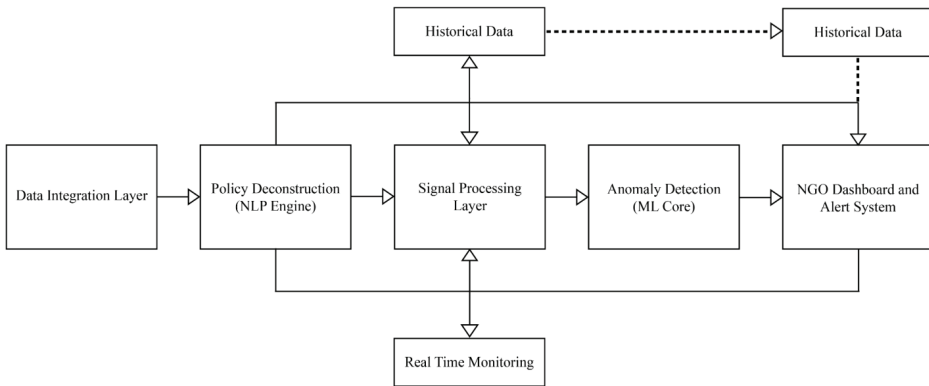 Historical Data
Historical Data
Data Integration Layer
Policy Deconstruction
(NLP Engine)
Signal Processing
Layer
Anomaly Detection
(ML Core)
NGO Dashboard and
Alert System
Real Time Monitoring